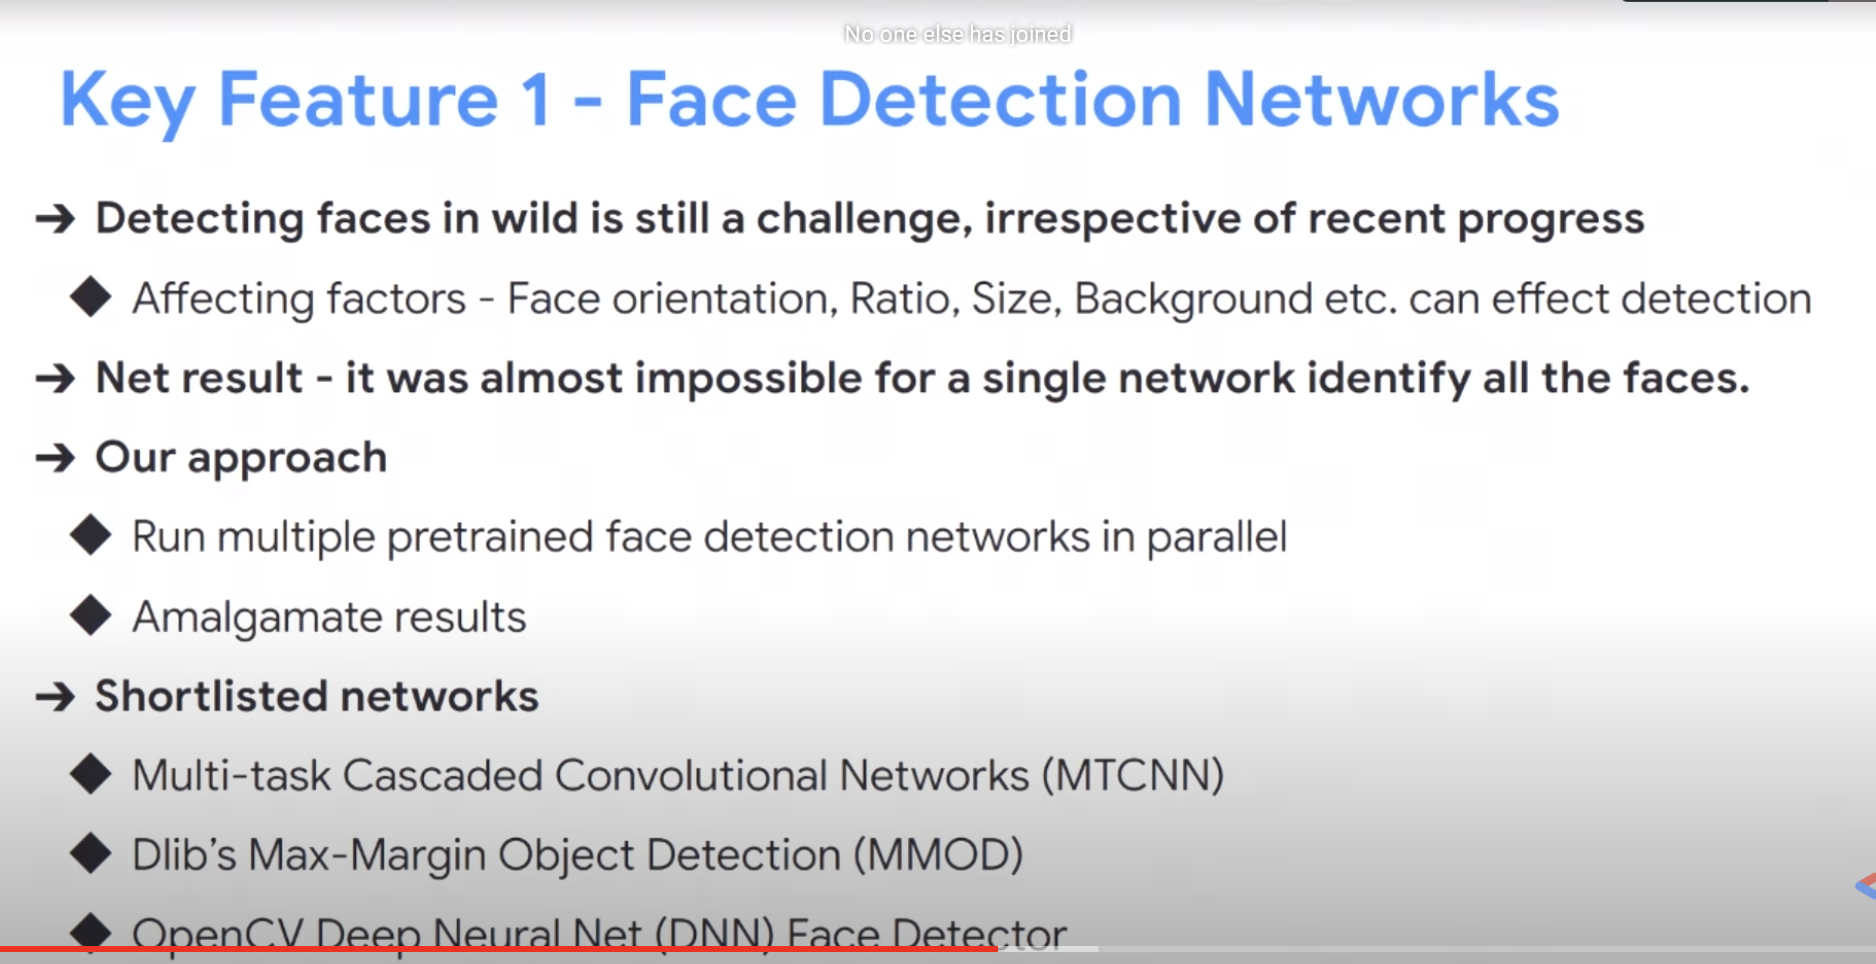 No one else has joined
Key Feature 1 - Face Detection Networks
➔ Detecting faces in wild is still a challenge, irrespective of recent progress
◆ Affecting factors - Face orientation, Ratio, Size, Background etc. can effect detection
➔ Net result - it was almost impossible for a single network identify all the faces.
➔ Our approach
◆ Run multiple pretrained face detection networks in parallel
◆ Amalgamate results
➔ Shortlisted networks
◆ Multi-task Cascaded Convolutional Networks (MTCNN)
◆ Dlib’s Max-Margin Object Detection (MMOD)
◆ OpenCV Deep Neural Net (DNN) Face Detector